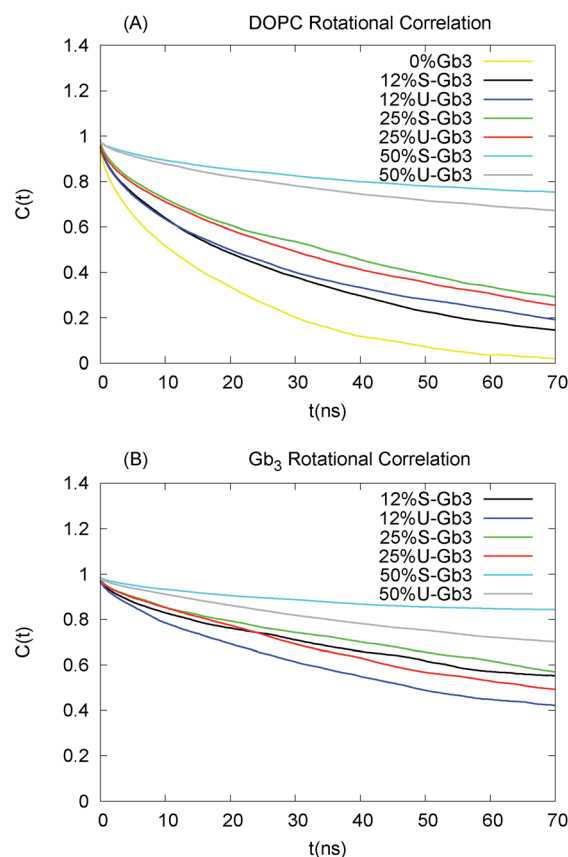 (A) DOPC Rotational Correlation
1.4
1.2
1
0.8
0.6
0.4
0.2
0
C(t)
0%Gb3
12%S-Gb3
12%U-Gb3
25%S-Gb3
25%U-Gb3
50%S-Gb3
50%U-Gb3
0 10 20 30 40 50 60 70
t(ns)
(B) Gb3 Rotational Correlation
1.4
1.2
1
0.8
0.6
0.4
0.2
0
C(t)
12%S-Gb3
12%U-Gb3
25%S-Gb3
25%U-Gb3
50%S-Gb3
50%U-Gb3
0 10 20 30 40 50 60 70
t(ns)